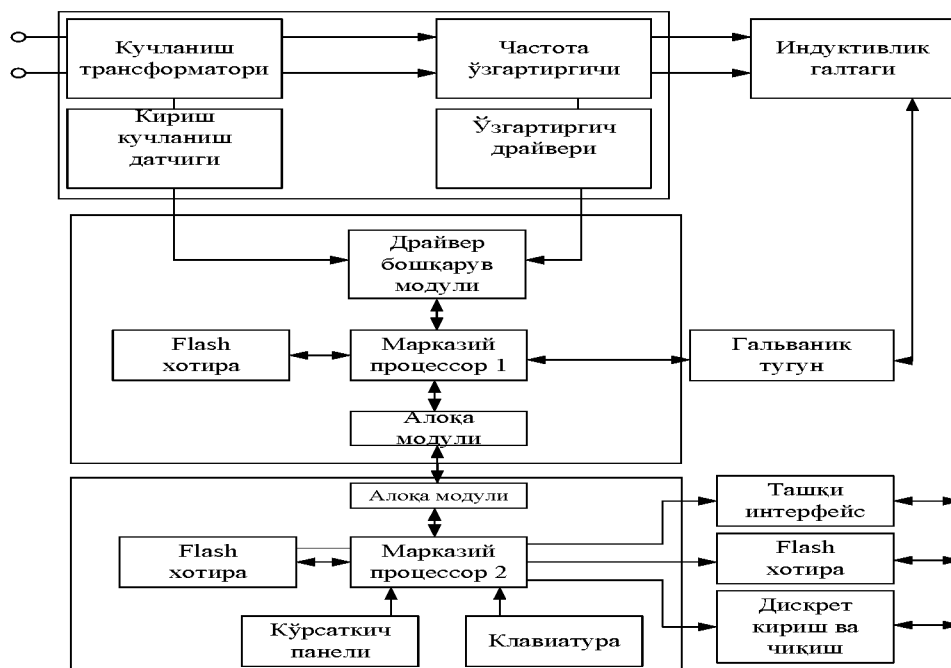 Кучланиш
трансформатори
Частота
ўзгартиргичи
Индуктивлик
галтаги
Кириш
кучланиш
датчиги
Ўзгартиргич
драйвери
Драйвер
бошқарув
модули
Flash
хотира
Марказий
процессор 1
Гальваник
тугун
Алоқа
модули
Алоқа модули
Ташқи
интерфейс
Flash
хотира
Марказий
процессор 2
Flash
хотира
Дискрет
кириш ва
чиқиш
Кўрсаткич
панели
Клавиатура